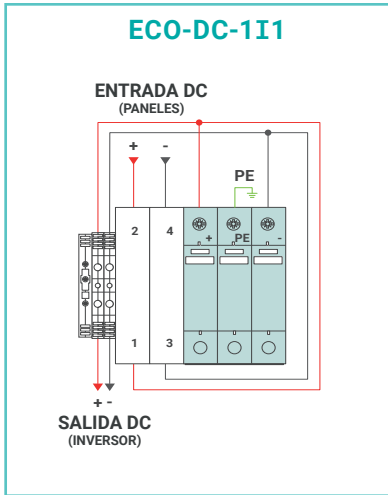 ECO-DC-1I1
ENTRADA DC
(PANELES)
+ -
PE
2 4
+ PE -
1 3
+ -
SALIDA DC
(INVERSOR)